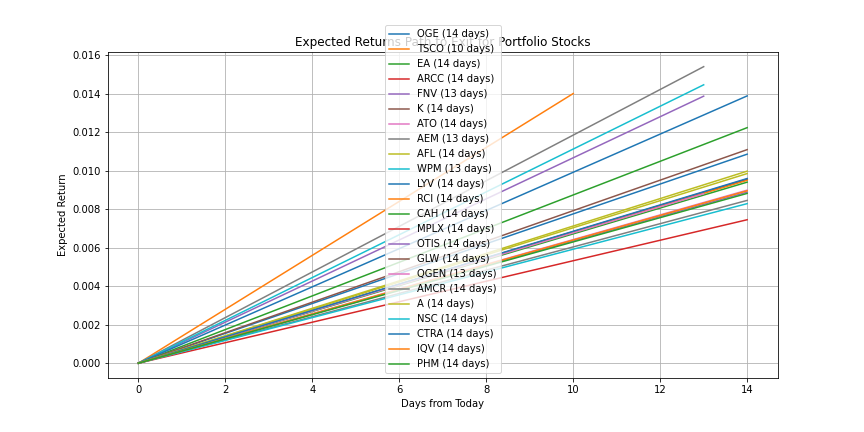 Expected Returns Path to Exit for Portfolio Stocks
OGE (14 days)
TSCO (10 days)
EA (14 days)
ARCC (14 days)
FNV (13 days)
K (14 days)
ATO (14 days)
AEM (13 days)
AFL (14 days)
WPM (13 days)
LYV (14 days)
RCI (14 days)
CAH (14 days)
MPLX (14 days)
OTIS (14 days)
GLW (14 days)
QGEN (13 days)
AMCR (14 days)
A (14 days)
NSC (14 days)
CTRA (14 days)
IQV (14 days)
PHM (14 days)
Expected Return
0.016
0.014
0.012
0.010
0.008
0.006
0.004
0.002
0.000
0 2 4 6 8 10 12 14
Days from Today